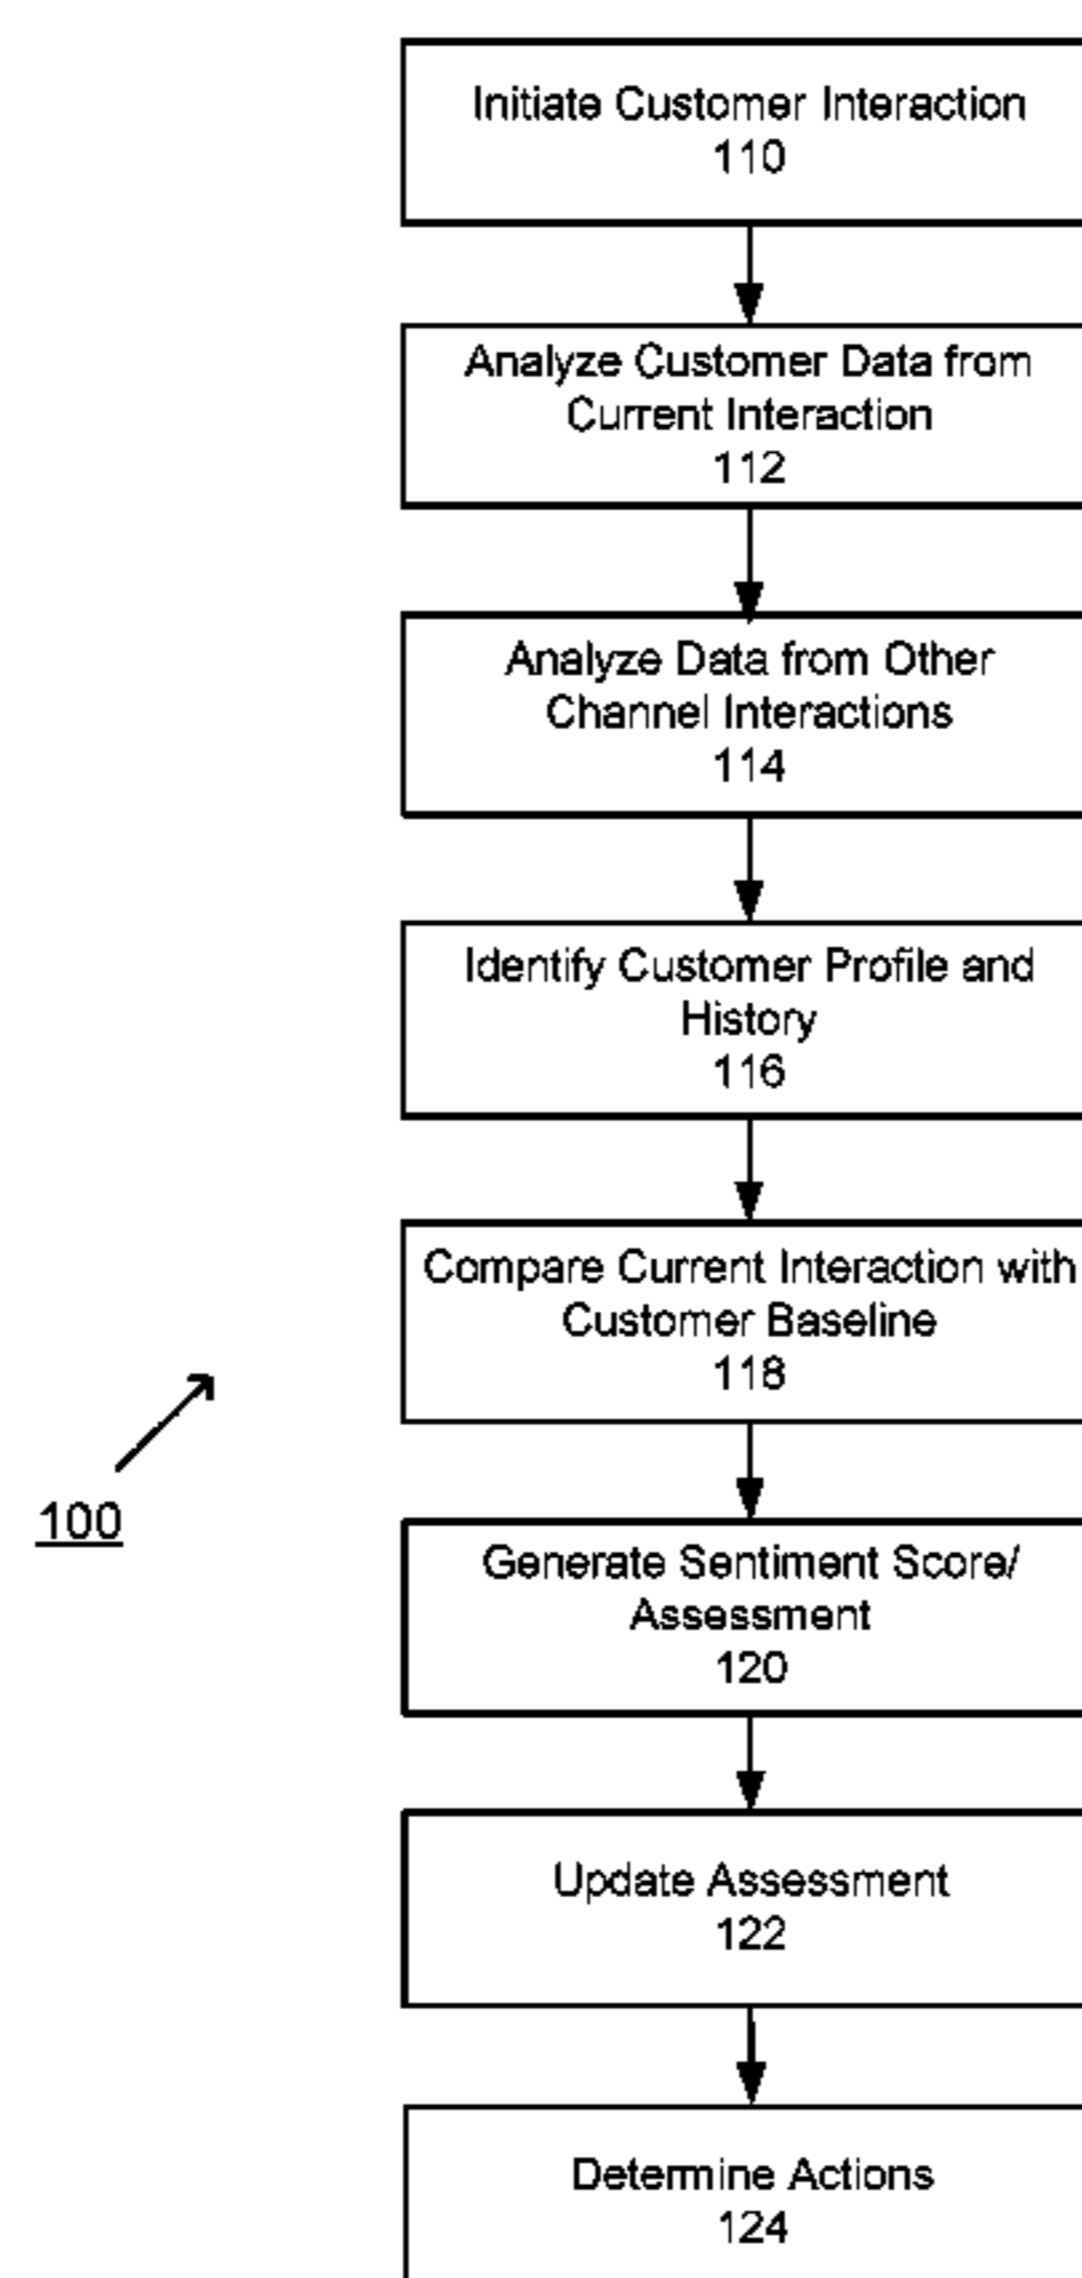 Initiate Customer Interaction
110
Analyze Customer Data from
Current Interaction
112
Analyze Data from Other
Channel Interactions
114
Identify Customer Profile and
History
116
Compare Current Interaction with
Customer Baseline
118
100
Generate Sentiment Score/
Assessment
120
Update Assessment
122
Determine Actions
124